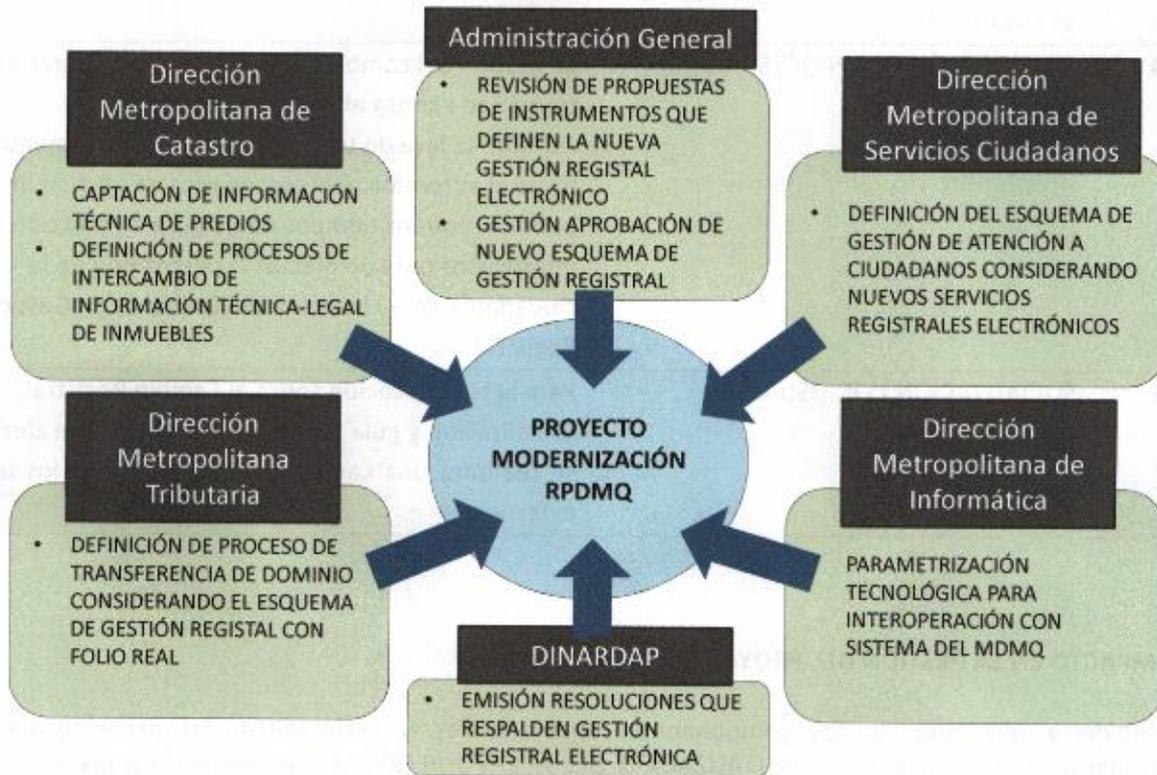 Administración General
• REVISIÓN DE PROPUESTAS
DE INSTRUMENTOS QUE
DEFINEN LA NUEVA
GESTIÓN REGISTAL
ELECTRÓNICO
• GESTIÓN APROBACIÓN DE
NUEVO ESQUEMA DE
GESTIÓN REGISTRAL
Dirección
Metropolitana de
Catastro
• CAPTACIÓN DE INFORMACIÓN
TÉCNICA DE PREDIOS
• DEFINICIÓN DE PROCESOS DE
INTERCAMBIO DE
INFORMACIÓN TÉCNICA-LEGAL
DE INMUEBLES
Dirección
Metropolitana de
Servicios Ciudadanos
• DEFINICIÓN DEL ESQUEMA DE
GESTIÓN DE ATENCIÓN A
CIUDADANOS CONSIDERANDO
NUEVOS SERVICIOS
REGISTRALES ELECTRÓNICOS
PROYECTO
MODERNIZACIÓN
RPDMQ
Dirección
Metropolitana
Tributaria
• DEFINICIÓN DE PROCESO DE
TRANSFERENCIA DE DOMINIO
CONSIDERANDO EL ESQUEMA
DE GESTIÓN REGISTAL CON
FOLIO REAL
Dirección
Metropolitana de
Informática
PARAMETRIZACIÓN
TECNOLÓGICA PARA
INTEROPERACIÓN CON
SISTEMA DEL MDMQ
DINARDAP
• EMISIÓN RESOLUCIONES QUE
RESPALDEN GESTIÓN
REGISTRAL ELECTRÓNICA